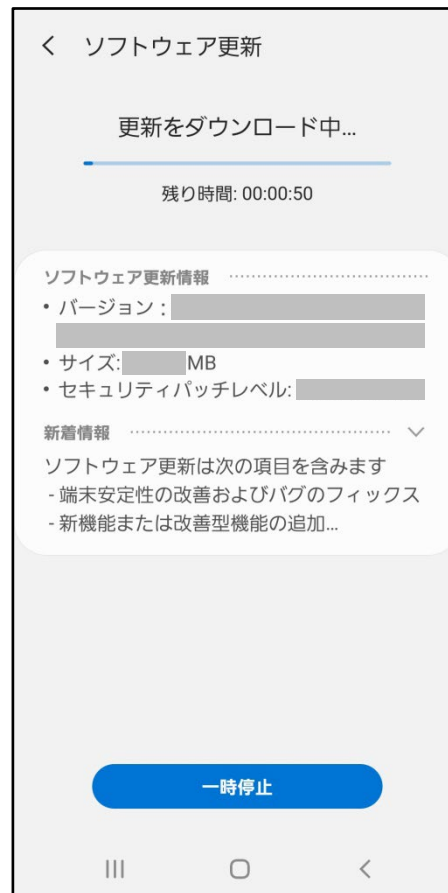 ソフトウェア更新
更新をダウンロード中...
残り時間: 00:00:50
ソフトウェア更新情報
• バージョン :
• サイズ: MB
• セキュリティパッチレベル:
新着情報
ソフトウェア更新は次の項目を含みます
- 端末安定性の改善およびバグのフィックス
- 新機能または改善型機能の追加...
一時停止